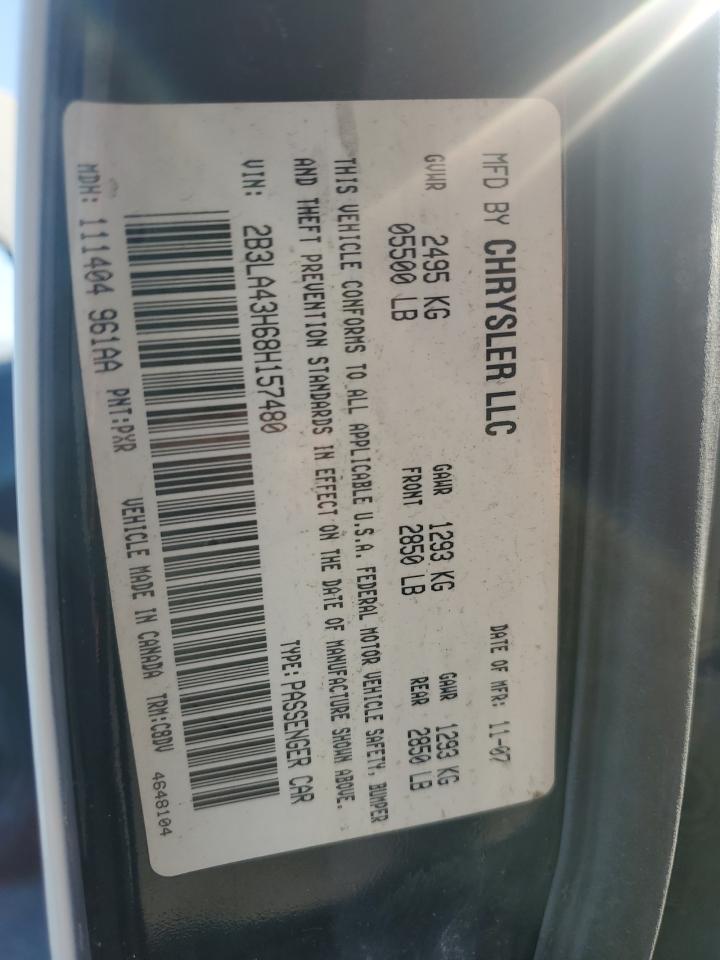 MFD BY CHRYSLER LLC DATE OF MFR: 11-07
GVWR 2495 KG GAWR 1293 KG GAWR 1293 KG
05500 LB FRONT 2850 LB REAR 2850 LB
THIS VEHICLE CONFORMS TO ALL APPLICABLE U.S.A. FEDERAL MOTOR VEHICLE SAFETY, BUMPER
AND THEFT PREVENTION STANDARDS IN EFFECT ON THE DATE OF MANUFACTURE SHOWN ABOVE.
VIN: 2B3LA43H68H157480 TYPE: PASSENGER CAR
MDH: 111404 961AA PNT:PXR VEHICLE MADE IN CANADA TRM:C8DV 4648104